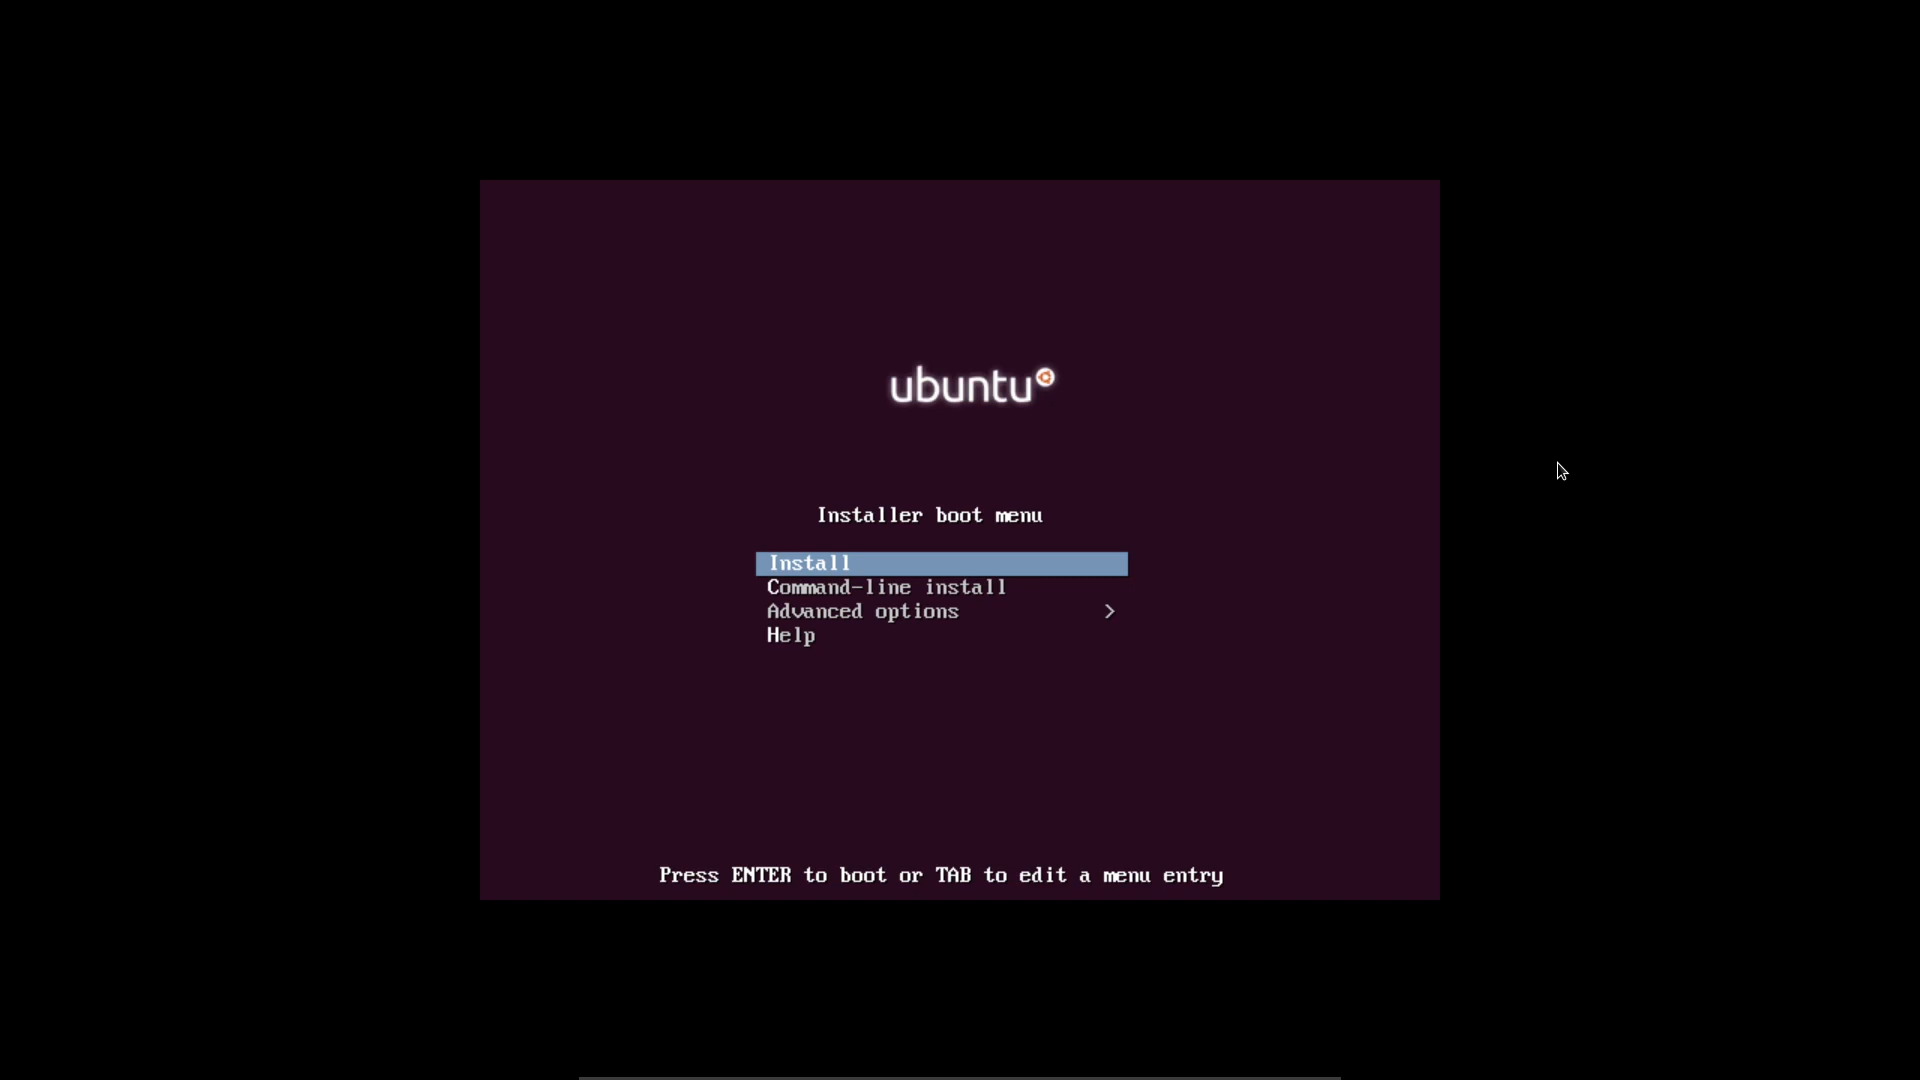 ubuntu
Installer boot menu
Install
Command-line install
Advanced options >
Help
Press ENTER to boot or TAB to edit a menu entry